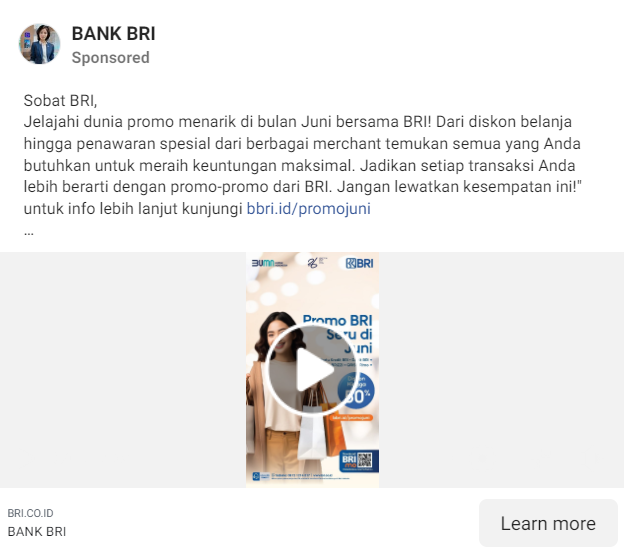 BANK BRI
Sponsored
Sobat BRI,
Jelajahi dunia promo menarik di bulan Juni bersama BRI! Dari diskon belanja
hingga penawaran spesial dari berbagai merchant temukan semua yang Anda
butuhkan untuk meraih keuntungan maksimal. Jadikan setiap transaksi Anda
lebih berarti dengan promo-promo dari BRI. Jangan lewatkan kesempatan ini!"
untuk info lebih lanjut kunjungi bbri.id/promojuni
...
BUMN
BRI
Promo BRI
Seru di
Juni
BRI
BRI.CO.ID
BANK BRI
Learn more